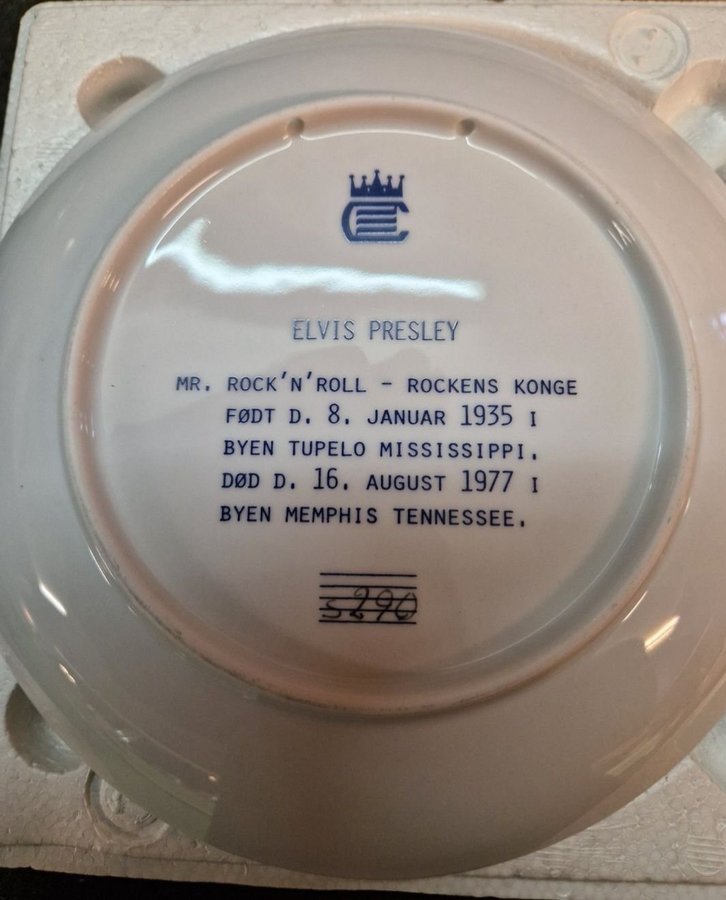 ELVIS PRESLEY
MR. ROCK'N'ROLL - ROCKENS KONGE
FØDT D. 8. JANUAR 1935 I
BYEN TUPELO MISSISSIPPI.
DØD D. 16. AUGUST 1977 I
BYEN MEMPHIS TENNESSEE.
5290